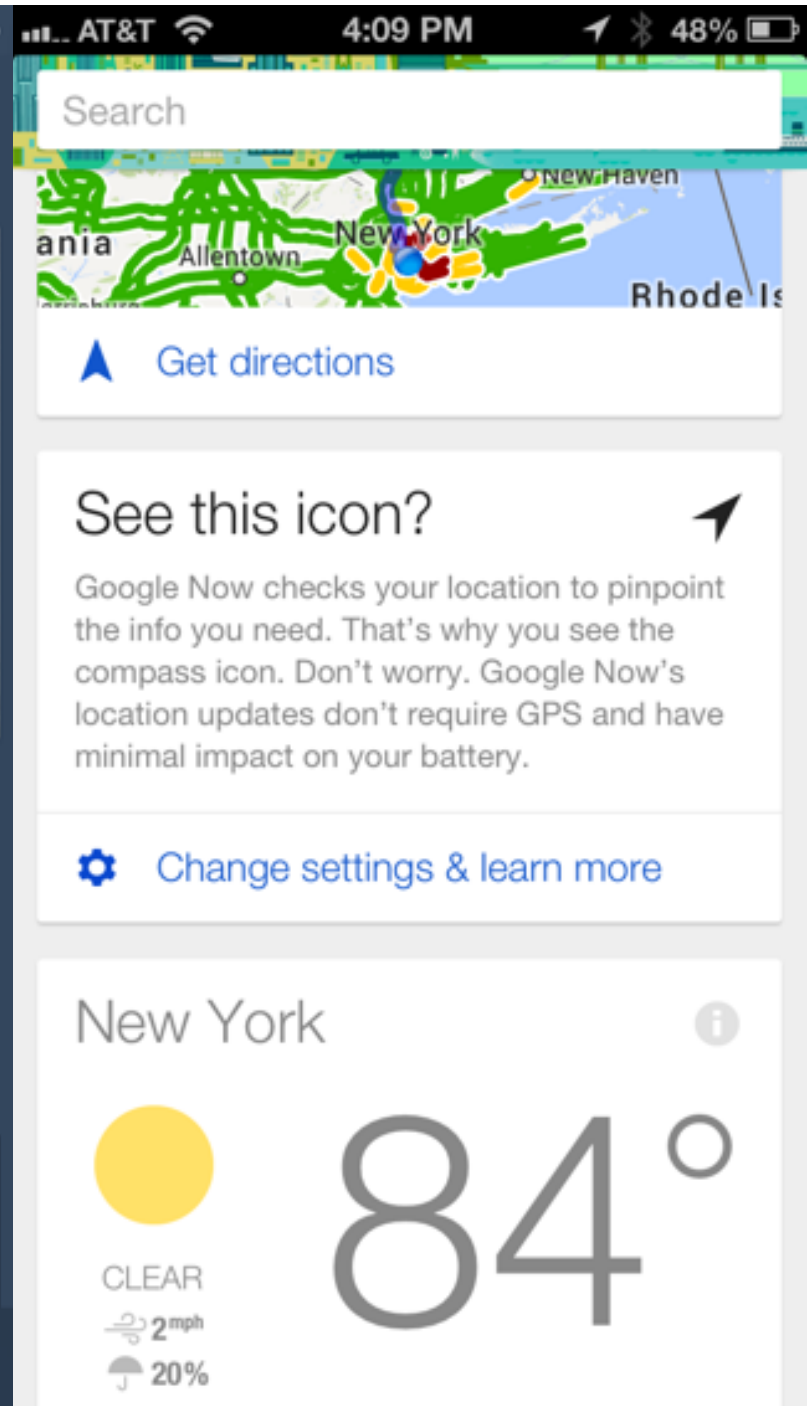 AT&T 4:09 PM 48%
Search
New Haven
ania
Allentown
New York
Rhode Is
Get directions
See this icon?
Google Now checks your location to pinpoint
the info you need. That's why you see the
compass icon. Don't worry. Google Now's
location updates don't require GPS and have
minimal impact on your battery.
Change settings & learn more
New York
84°
CLEAR
2 mph
20%